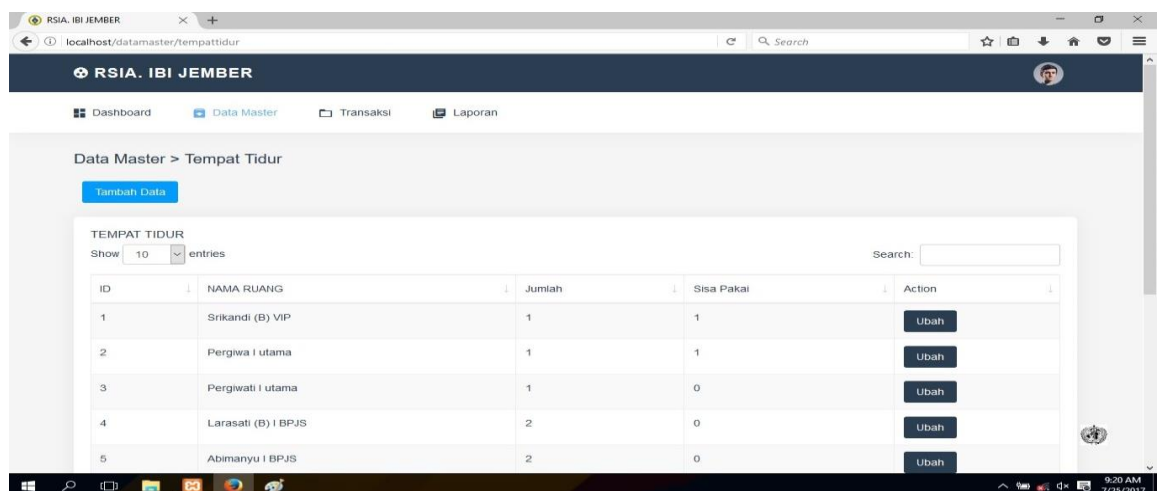 RSIA. IBI JEMBER
localhost/datamaster/tempattidur
Search
RSIA. IBI JEMBER
Dashboard Data Master Transaksi Laporan
Data Master > Tempat Tidur
Tambah Data
TEMPAT TIDUR
Show 10 entries Search:
ID NAMA RUANG Jumlah Sisa Pakai Action
1 Srikandi (B) VIP 1 1 Ubah
2 Pergiwa I utama 1 1 Ubah
3 Pergiwati I utama 1 0 Ubah
4 Larasati (B) I BPJS 2 0 Ubah
5 Abimanyu I BPJS 2 0 Ubah
9:20 AM
7/25/2017